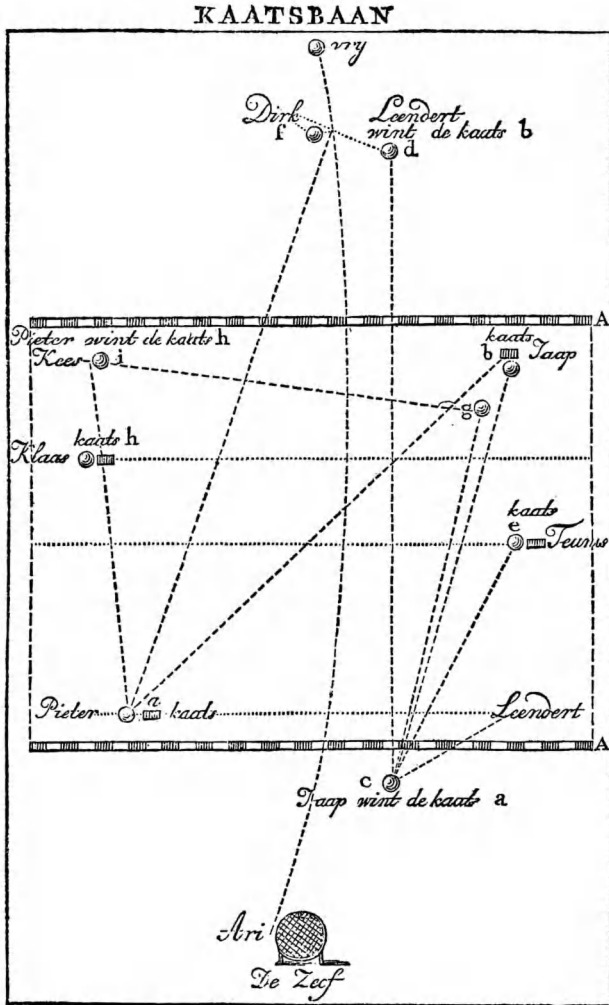 KAATSBAAN
vry
Dirk
f
Leendert
wint de kaats b
d
A
Pieter wint de kaats h
Kees
i
kaats
b
Jaap
g
kaats h
Klaas
kaats
e
Teunis
Pieter
a
kaats
Leendert
A
c
Jaap wint de kaats a
Ari
De Zeef